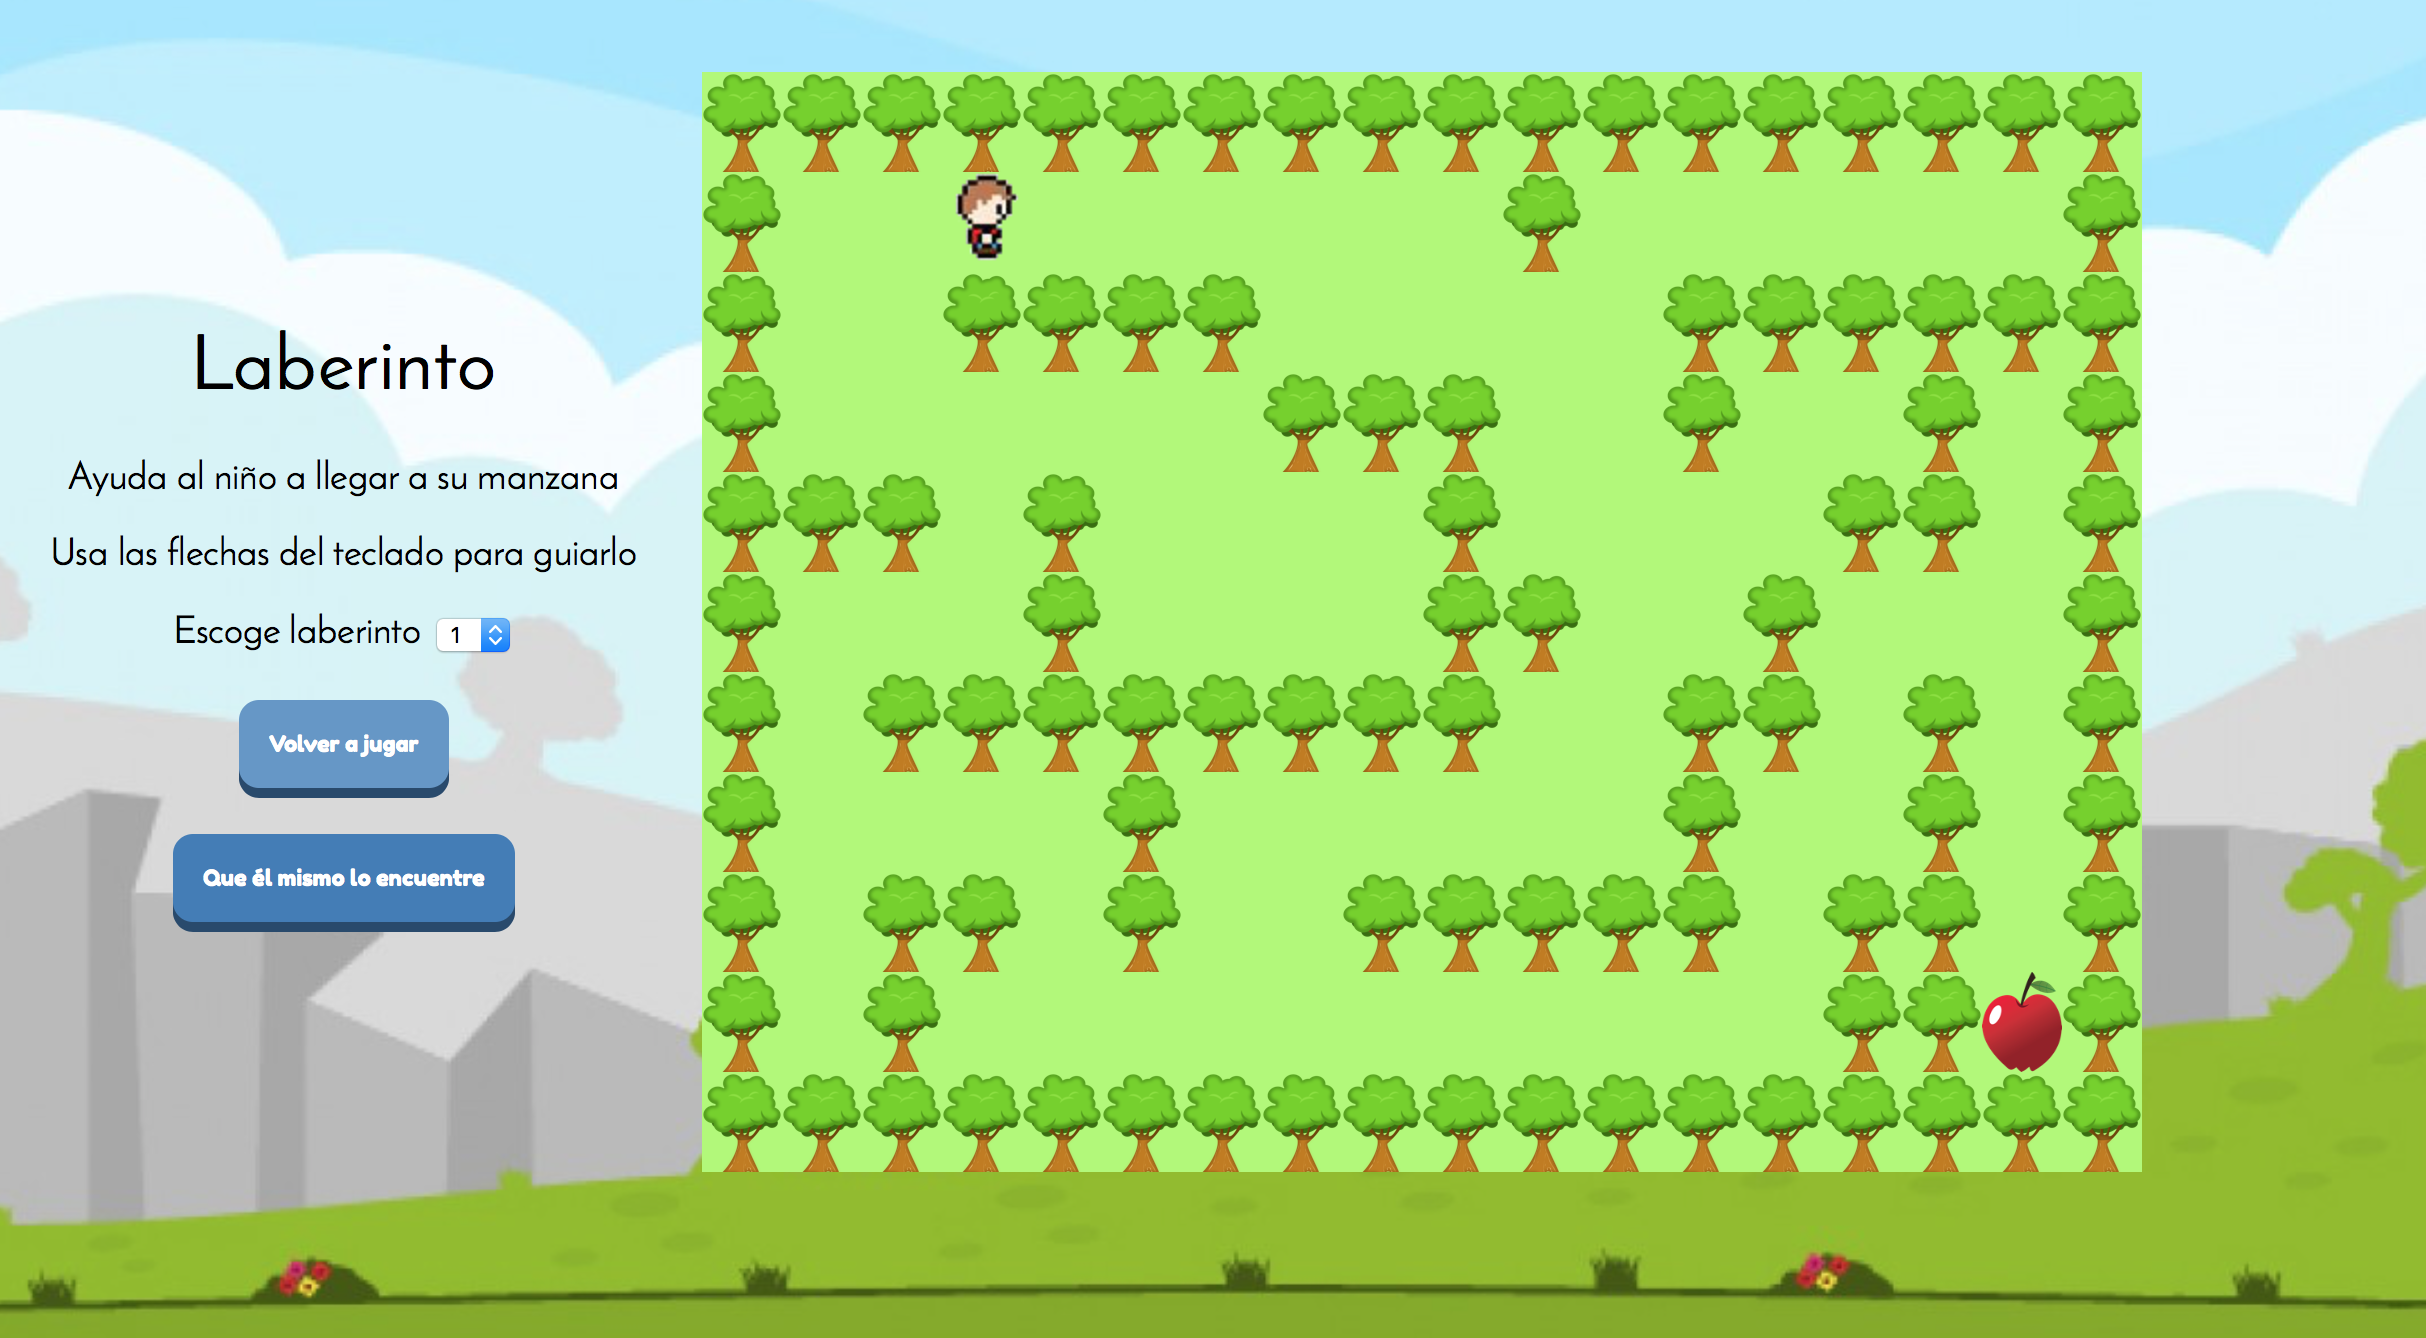 Laberinto
Ayuda al niño a llegar a su manzana
Usa las flechas del teclado para guiarlo
Escoge laberinto 1
Volver a jugar
Que él mismo lo encuentre